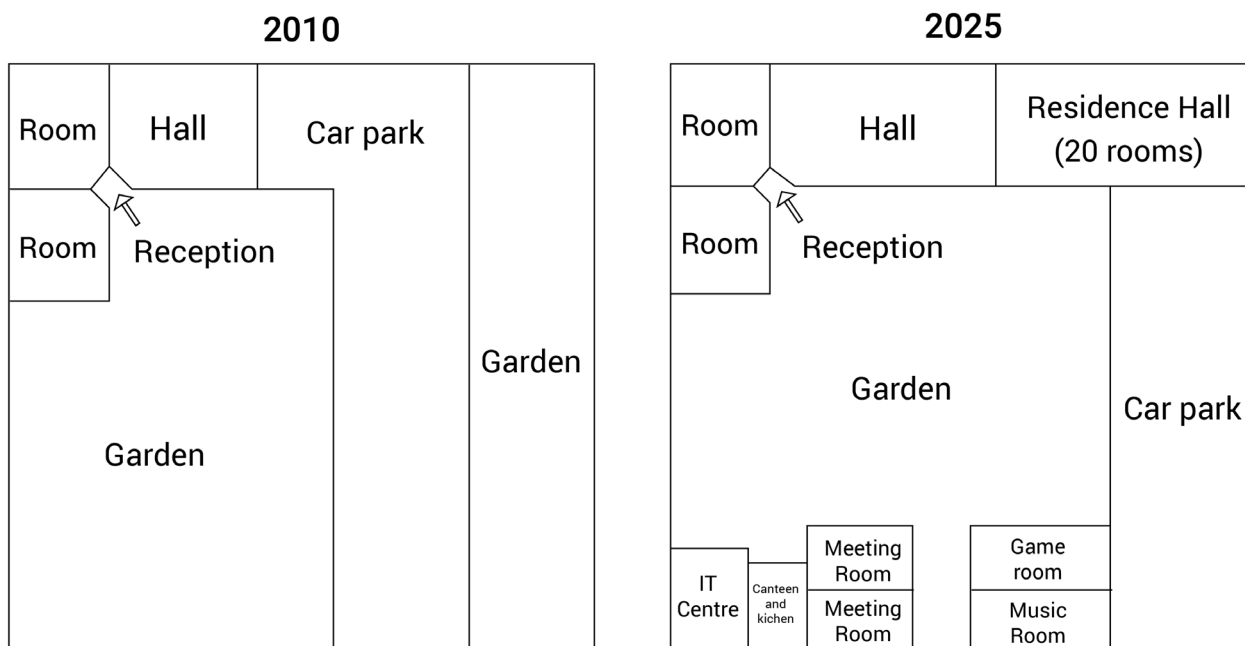 2010
Room
Hall
Car park
Room
Reception
Garden
Garden
2025
Room
Hall
Residence Hall
(20 rooms)
Room
Reception
Garden
Car park
IT
Centre
Canteen
and
kichen
Meeting
Room
Meeting
Room
Game
room
Music
Room